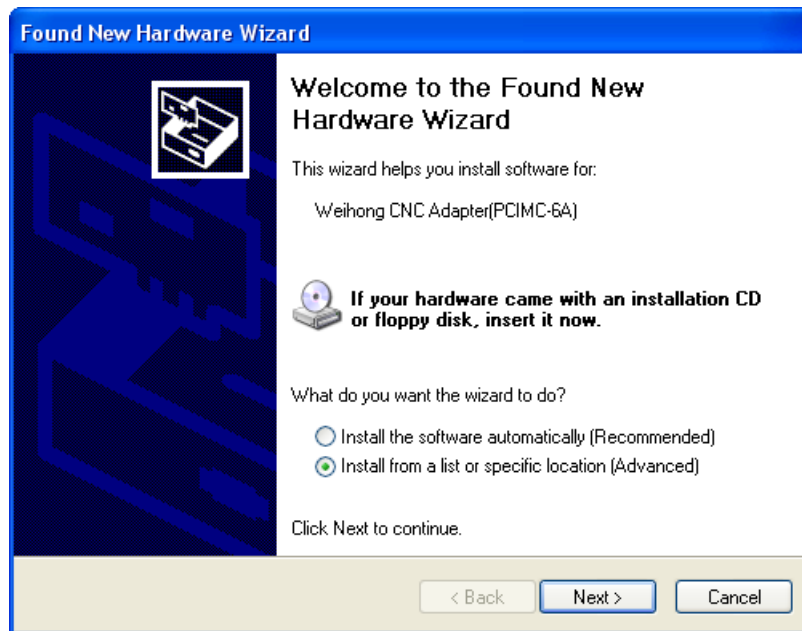 Found New Hardware Wizard
Welcome to the Found New
Hardware Wizard
This wizard helps you install software for:
Weihong CNC Adapter(PCIMC-6A)
If your hardware came with an installation CD
or floppy disk, insert it now.
What do you want the wizard to do?
Install the software automatically (Recommended)
Install from a list or specific location (Advanced)
Click Next to continue.
< Back
Next >
Cancel